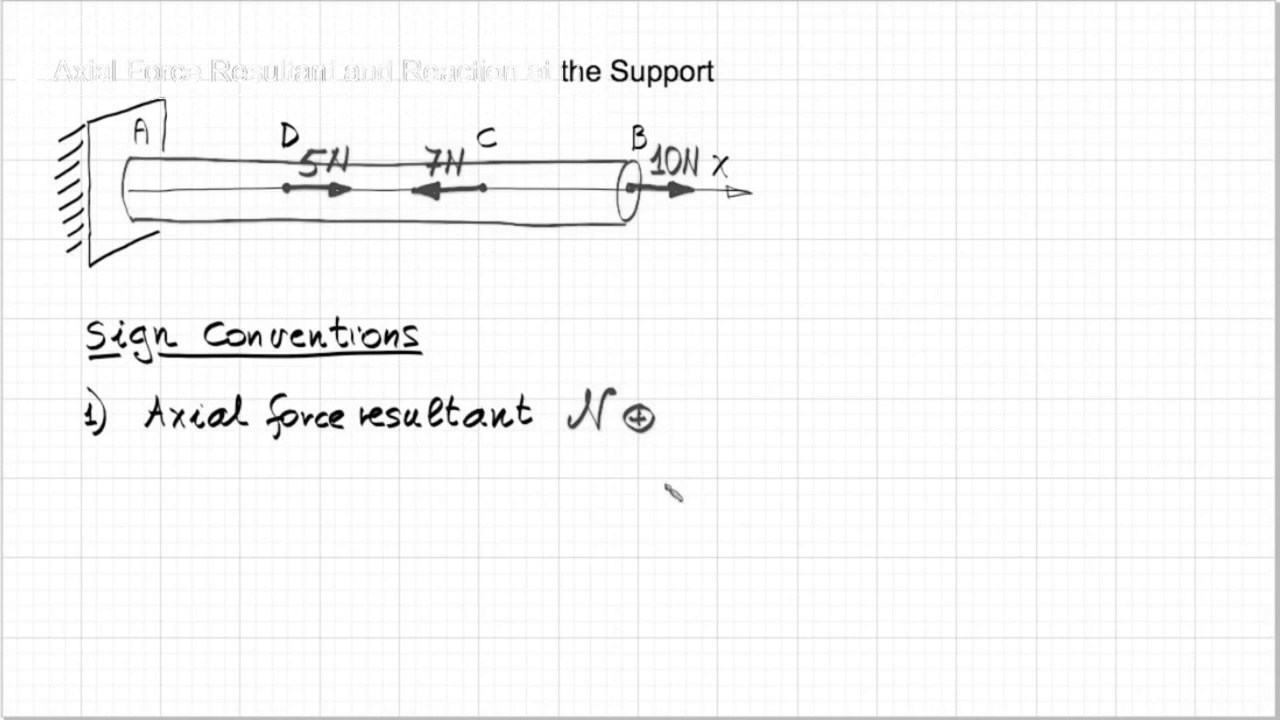 Axial Force Resultant and Reaction at the Support
A D C B
5N 7N 10N x
Sign Conventions
1) Axial force resultant N ⊕